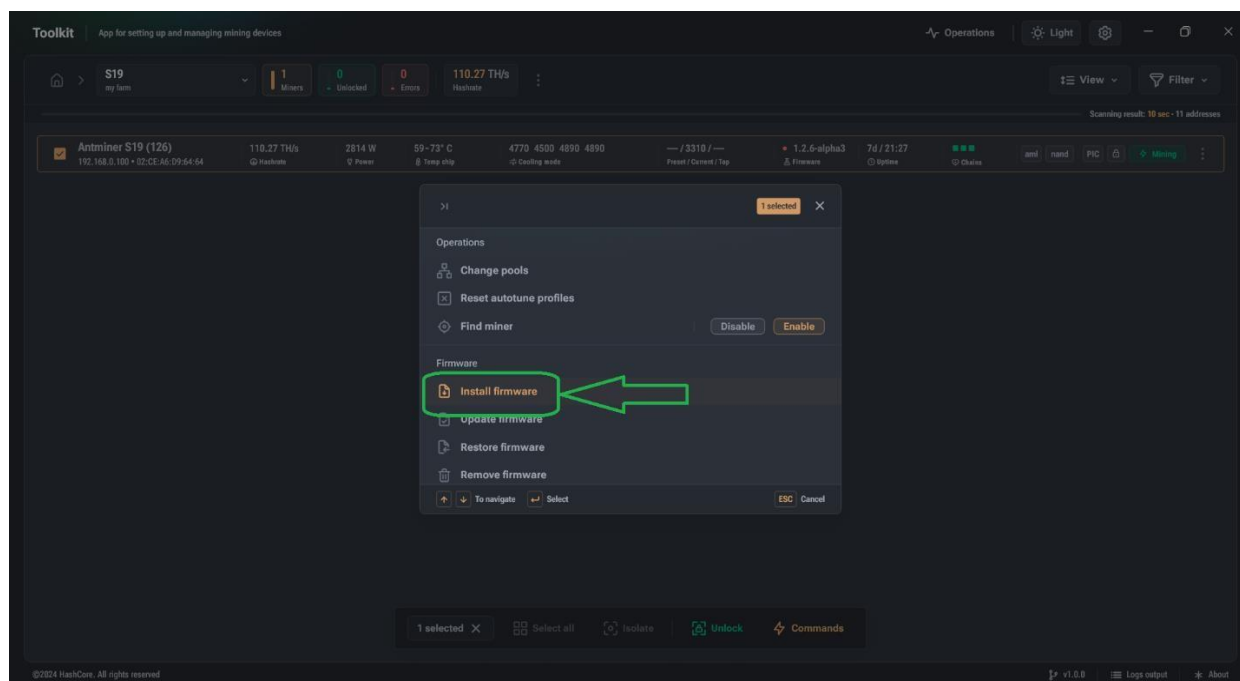 Toolkit App for setting up and managing mining devices Operations Light
S19 1 0 0 110.27 TH/s View Filter
my farm Miners Unlocked Errors Hashrate
Scanning result: 10 sec - 11 addresses
Antminer S19 (126) 110.27 TH/s 2814 W 59~73° C 4770 4500 4890 4890 — / 3310 / — 1.2.6-alpha3 7d / 21:27 aml nand PIC Mining
192.168.0.100 • 02:CE:A6:D9:64:64 Hashrate Power Temp chip Cooling mode Preset / Current / Tap Firmware Uptime Chains
1 selected
Operations
Change pools
Reset autotune profiles
Find miner Disable Enable
Firmware
Install firmware
Update firmware
Restore firmware
Remove firmware
To navigate Select ESC Cancel
1 selected Select all Isolate Unlock Commands
©2024 HashCore, All rights reserved v1.0.0 Logs output About